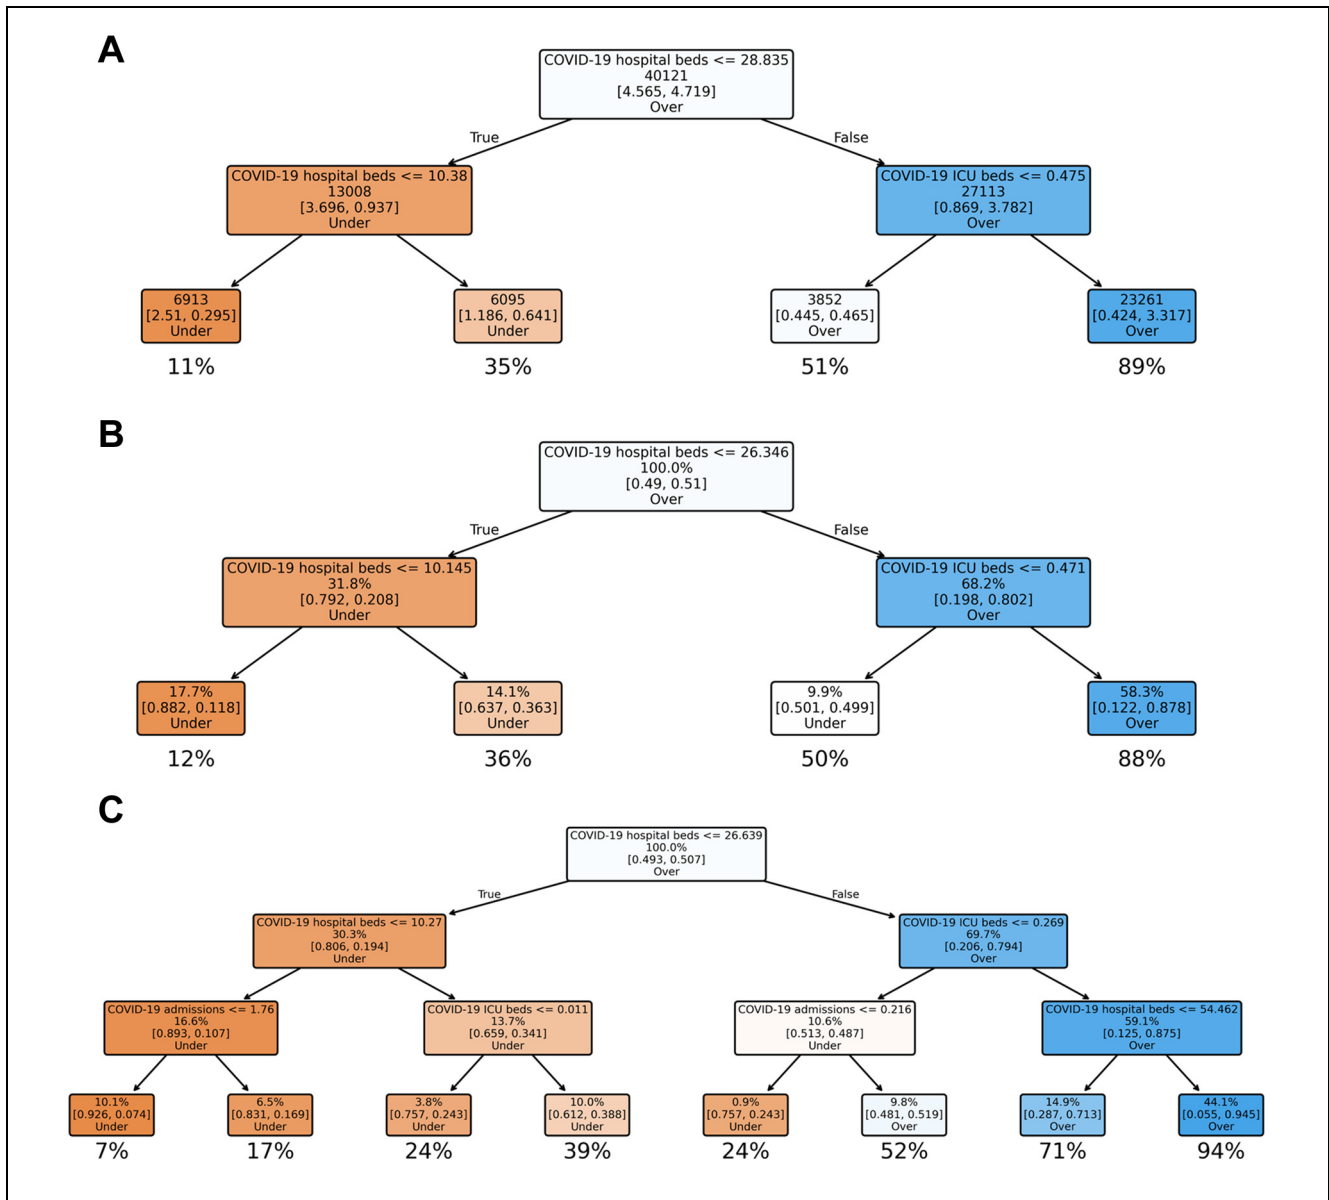 A
COVID-19 hospital beds <= 28.835
40121
[4.565, 4.719]
Over
True
False
COVID-19 hospital beds <= 10.38
13008
[3.696, 0.937]
Under
COVID-19 ICU beds <= 0.475
27113
[0.869, 3.782]
Over
6913
[2.51, 0.295]
Under
6095
[1.186, 0.641]
Under
3852
[0.445, 0.465]
Over
23261
[0.424, 3.317]
Over
11%
35%
51%
89%
B
COVID-19 hospital beds <= 26.346
100.0%
[0.49, 0.51]
Over
True
False
COVID-19 hospital beds <= 10.145
31.8%
[0.792, 0.208]
Under
COVID-19 ICU beds <= 0.471
68.2%
[0.198, 0.802]
Over
17.7%
[0.882, 0.118]
Under
14.1%
[0.637, 0.363]
Under
9.9%
[0.501, 0.499]
Under
58.3%
[0.122, 0.878]
Over
12%
36%
50%
88%
C
COVID-19 hospital beds <= 26.639
100.0%
[0.493, 0.507]
Over
True
False
COVID-19 hospital beds <= 10.27
30.3%
[0.806, 0.194]
Under
COVID-19 ICU beds <= 0.269
69.7%
[0.206, 0.794]
Over
COVID-19 admissions <= 1.76
16.6%
[0.893, 0.107]
Under
COVID-19 ICU beds <= 0.011
13.7%
[0.659, 0.341]
Under
COVID-19 admissions <= 0.216
10.6%
[0.513, 0.487]
Under
COVID-19 hospital beds <= 54.462
59.1%
[0.125, 0.875]
Over
10.1%
[0.926, 0.074]
Under
6.5%
[0.831, 0.169]
Under
3.8%
[0.757, 0.243]
Under
10.0%
[0.612, 0.388]
Under
0.9%
[0.757, 0.243]
Under
9.8%
[0.481, 0.519]
Over
14.9%
[0.287, 0.713]
Over
44.1%
[0.055, 0.945]
Over
7%
17%
24%
39%
24%
52%
71%
94%